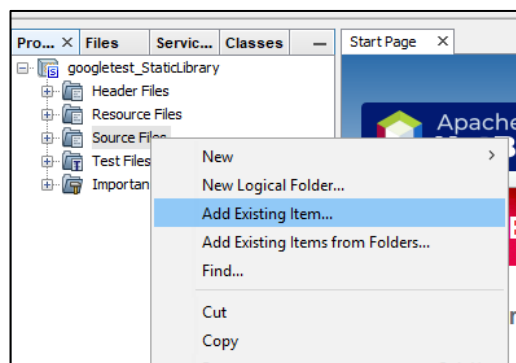 Pro... × Files Servic... Classes — Start Page ×
googletest_StaticLibrary
Header Files
Resource Files
Source Files
Test Files
Importan
New >
New Logical Folder...
Add Existing Item...
Add Existing Items from Folders...
Find...
Cut
Copy
Apache